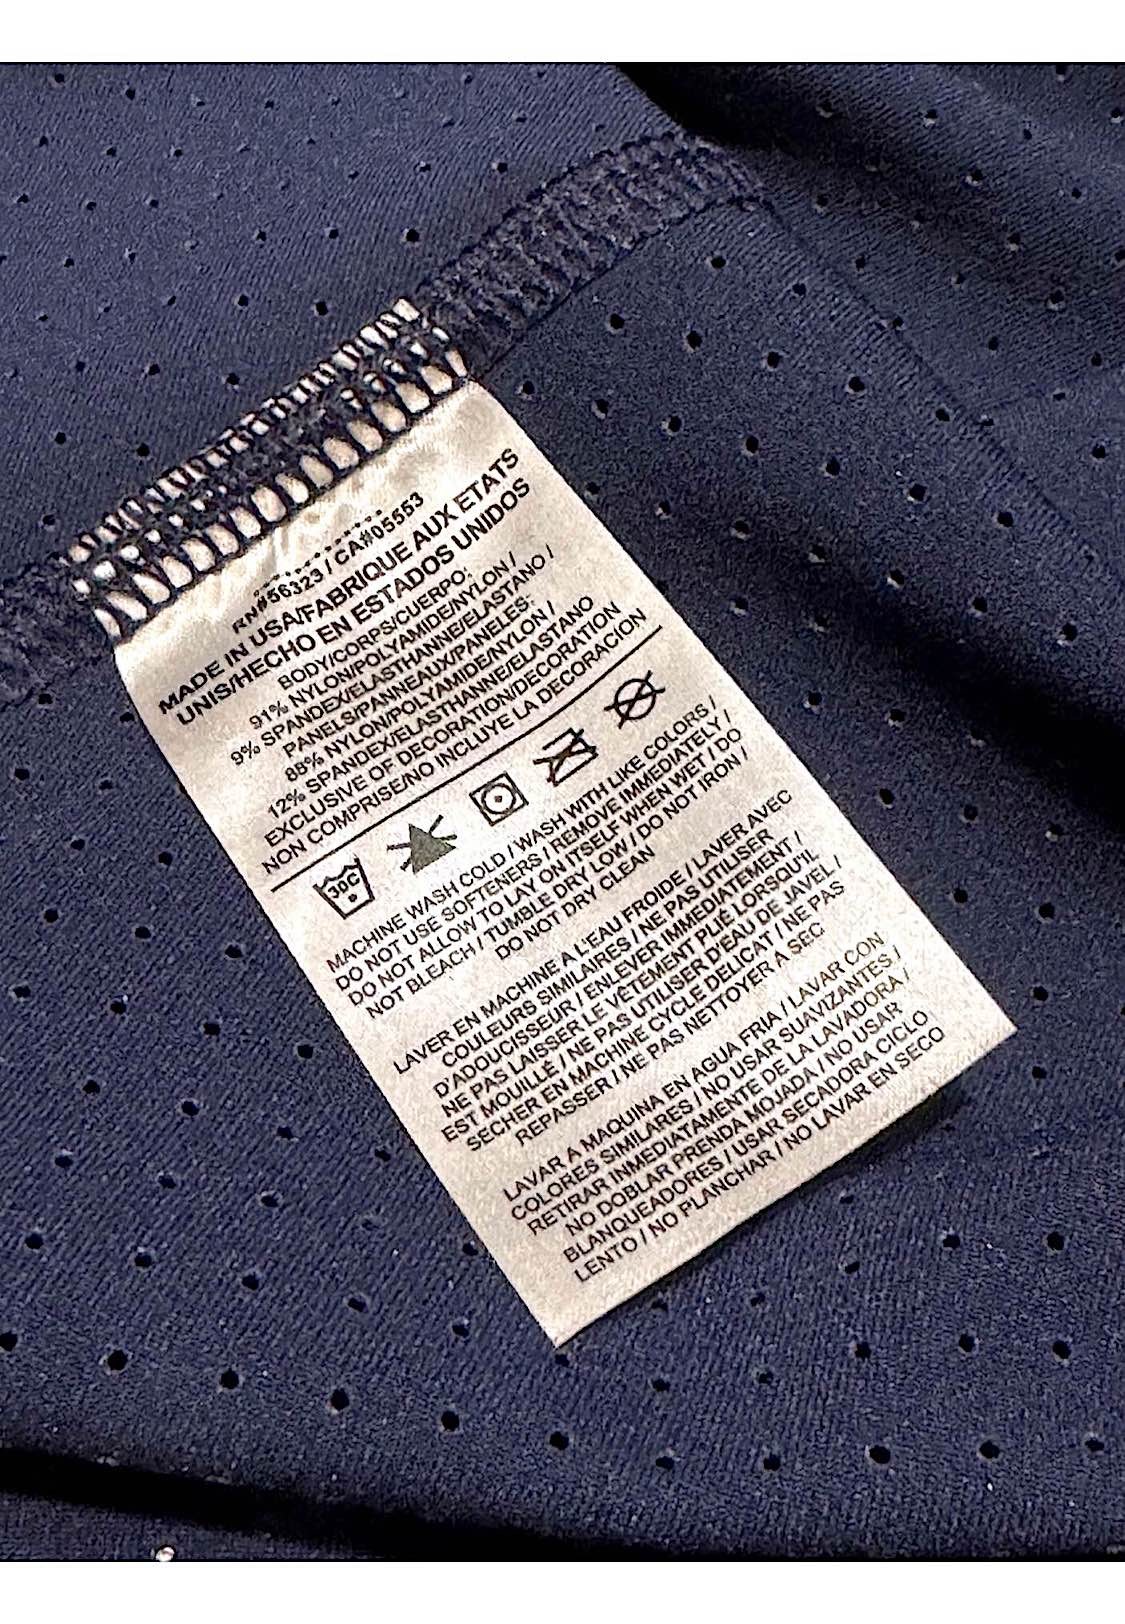 RN#56323 / CA#05553
MADE IN USA/FABRIQUE AUX ETATS
UNIS/HECHO EN ESTADOS UNIDOS
BODY/CORPS/CUERPO:
91% NYLON/POLYAMIDE/NYLON /
9% SPANDEX/ELASTHANNE/ELASTANO /
PANELS/PANNEAUX/PANELES:
88% NYLON/POLYAMIDE/NYLON /
12% SPANDEX/ELASTHANNE/ELASTANO
EXCLUSIVE OF DECORATION/DECORATION
NON COMPRISE/NO INCLUYE LA DECORACION
30C
MACHINE WASH COLD / WASH WITH LIKE COLORS /
DO NOT USE SOFTENERS / REMOVE IMMEDIATELY /
DO NOT ALLOW TO LAY ON ITSELF WHEN WET / DO
NOT BLEACH / TUMBLE DRY LOW / DO NOT IRON /
DO NOT DRY CLEAN
LAVER EN MACHINE A L'EAU FROIDE / LAVER AVEC
COULEURS SIMILAIRES / NE PAS UTILISER
D'ADOUCISSEUR / ENLEVER IMMEDIATEMENT /
NE PAS LAISSER LE VÊTEMENT PLIÉ LORSQU'IL
EST MOUILLÉ / NE PAS UTILISER D'EAU DE JAVEL /
SECHER EN MACHINE CYCLE DELICAT / NE PAS
REPASSER / NE PAS NETTOYER A SEC
LAVAR A MAQUINA EN AGUA FRIA / LAVAR CON
COLORES SIMILARES / NO USAR SUAVIZANTES /
RETIRAR INMEDIATAMENTE DE LA LAVADORA /
NO DOBLAR PRENDA MOJADA / NO USAR
BLANQUEADORES / USAR SECADORA CICLO
LENTO / NO PLANCHAR / NO LAVAR EN SECO